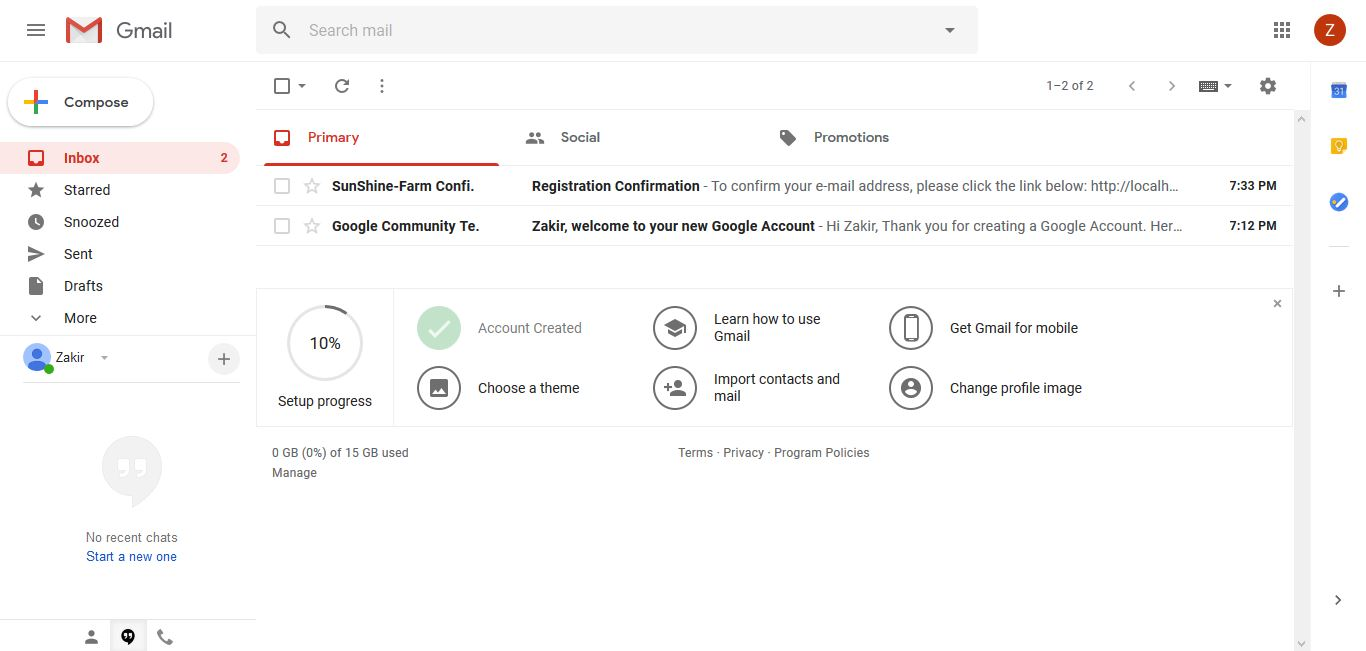 Gmail
Search mail
Z
Compose
1–2 of 2
31
Primary
Social
Promotions
Inbox 2
Starred
Snoozed
Sent
Drafts
More
SunShine-Farm Confi. Registration Confirmation - To confirm your e-mail address, please click the link below: http://localh... 7:33 PM
Google Community Te. Zakir, welcome to your new Google Account - Hi Zakir, Thank you for creating a Google Account. Her... 7:12 PM
10%
Setup progress
Account Created
Learn how to use
Gmail
Get Gmail for mobile
Choose a theme
Import contacts and
mail
Change profile image
Zakir
0 GB (0%) of 15 GB used
Manage
Terms · Privacy · Program Policies
No recent chats
Start a new one